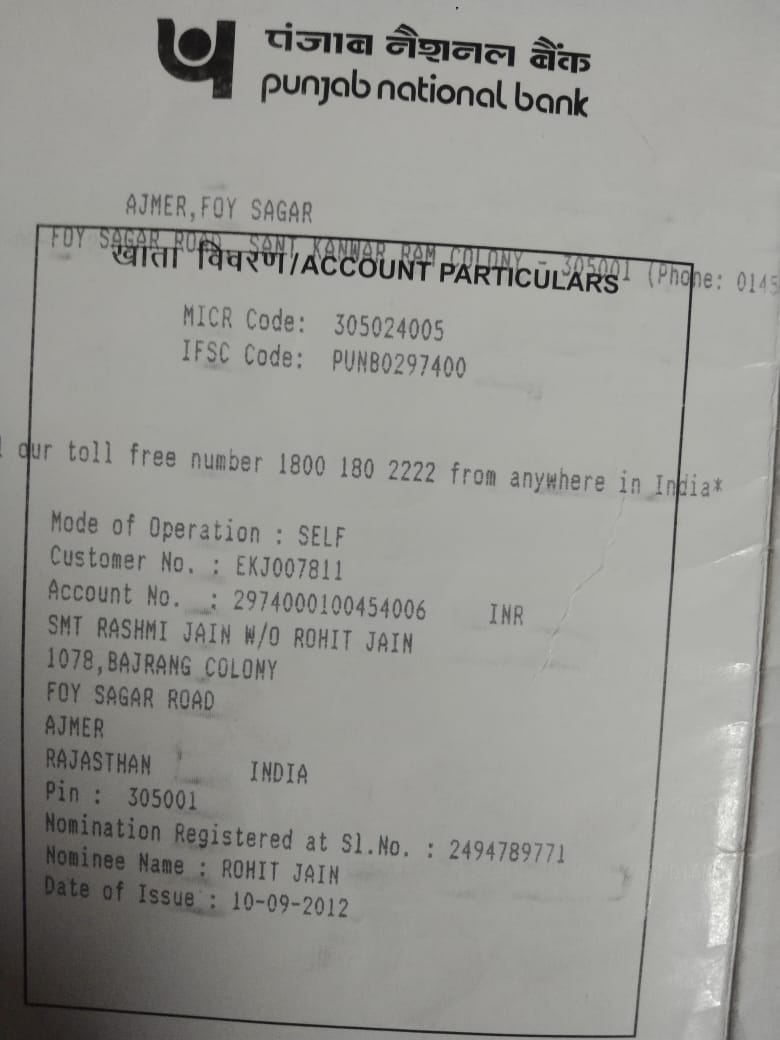 पंजाब नैशनल बैंक
punjab national bank
AJMER,FOY SAGAR
FOY SAGAR ROAD, SANT KANWAR RAM COLONY - 305001 (Phone: 0145
खाता विवरण/ACCOUNT PARTICULARS
MICR Code: 305024005
IFSC Code: PUNB0297400
our toll free number 1800 180 2222 from anywhere in India*
Mode of Operation : SELF
Customer No. : EKJ007811
Account No. : 2974000100454006 INR
SMT RASHMI JAIN W/O ROHIT JAIN
1078,BAJRANG COLONY
FOY SAGAR ROAD
AJMER
RAJASTHAN INDIA
Pin : 305001
Nomination Registered at Sl.No. : 2494789771
Nominee Name : ROHIT JAIN
Date of Issue : 10-09-2012